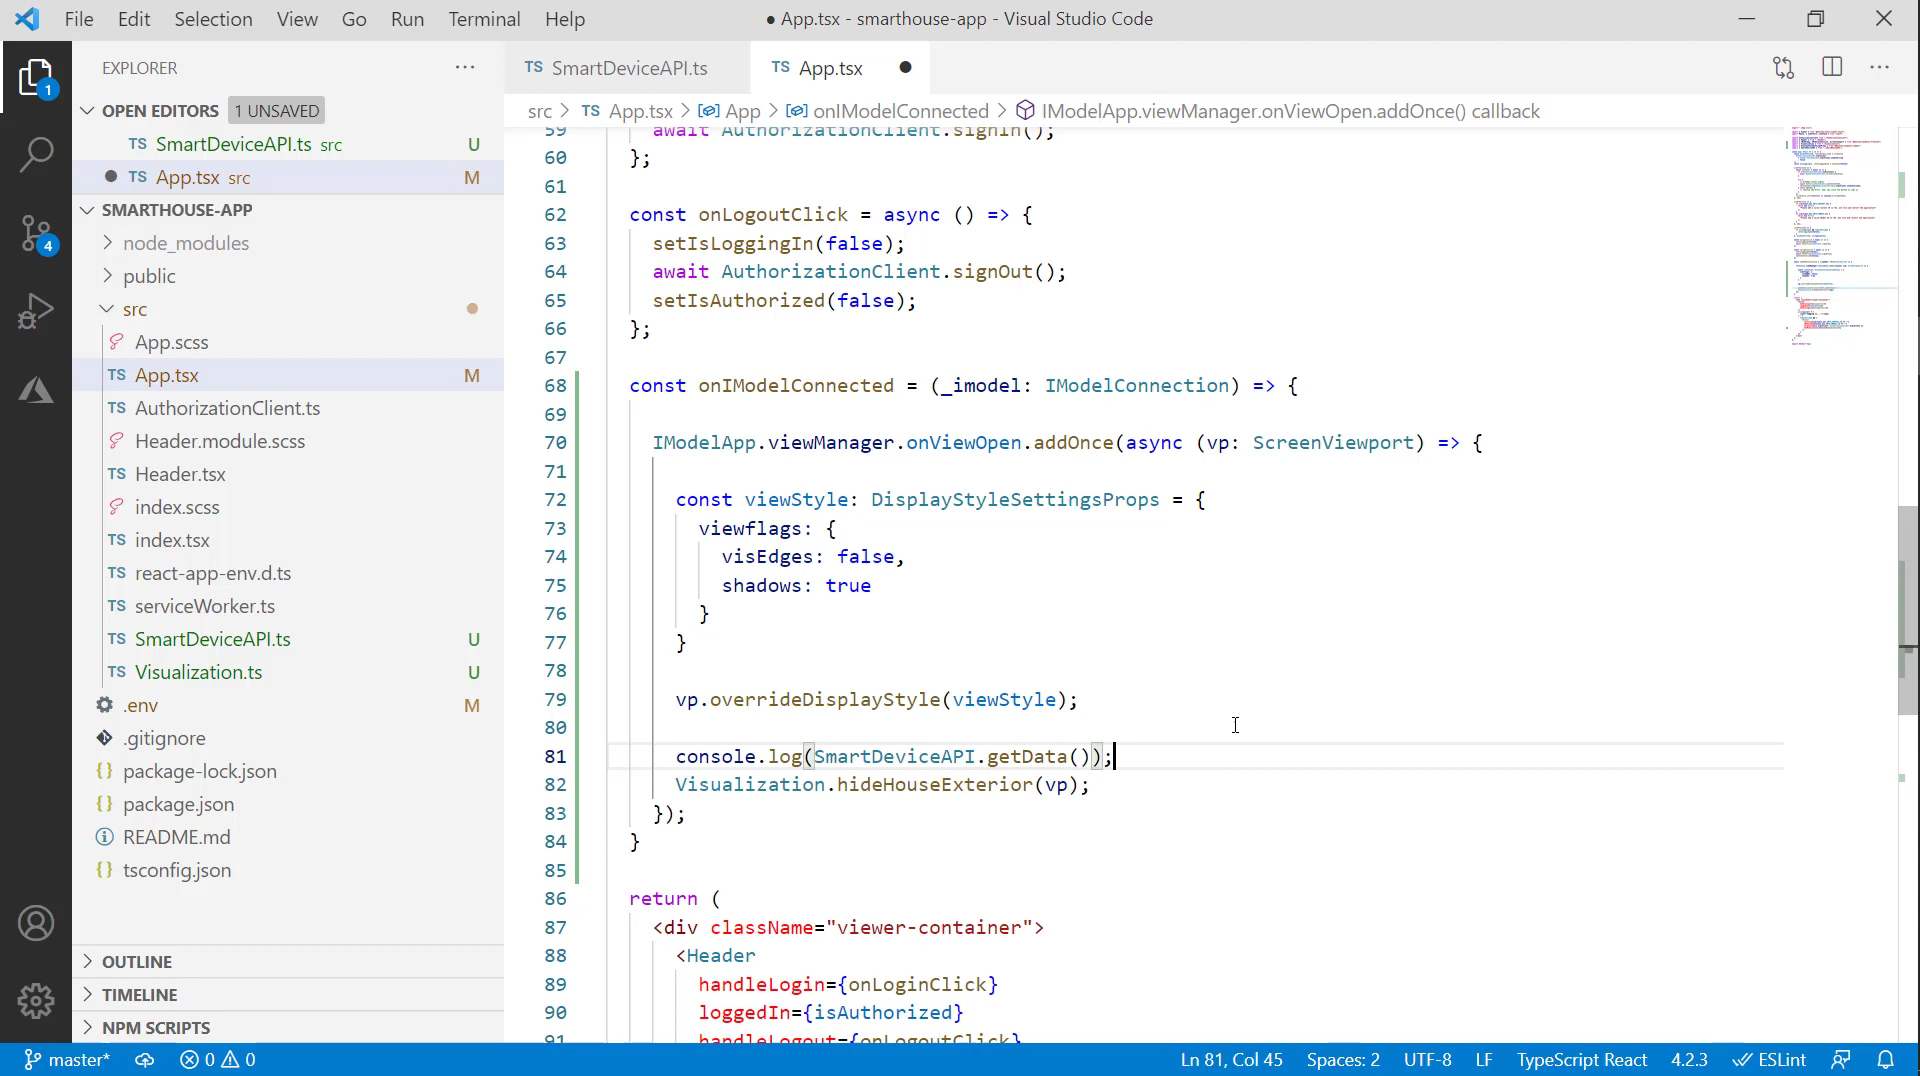 File Edit Selection View Go Run Terminal Help
● App.tsx - smarthouse-app - Visual Studio Code
EXPLORER
TS SmartDeviceAPI.ts
TS App.tsx
OPEN EDITORS 1 UNSAVED
TS SmartDeviceAPI.ts src U
TS App.tsx src M
SMARTHOUSE-APP
node_modules
public
src
App.scss
TS App.tsx M
TS AuthorizationClient.ts
Header.module.scss
TS Header.tsx
index.scss
TS index.tsx
TS react-app-env.d.ts
TS serviceWorker.ts
TS SmartDeviceAPI.ts U
TS Visualization.ts U
.env M
.gitignore
{} package-lock.json
{} package.json
README.md
{} tsconfig.json
OUTLINE
TIMELINE
NPM SCRIPTS
1
4
src > TS App.tsx > App > onIModelConnected > IModelApp.viewManager.onViewOpen.addOnce() callback
59 await AuthorizationClient.signIn();
60 };
61
62 const onLogoutClick = async () => {
63 setIsLoggingIn(false);
64 await AuthorizationClient.signOut();
65 setIsAuthorized(false);
66 };
67
68 const onIModelConnected = (_imodel: IModelConnection) => {
69
70 IModelApp.viewManager.onViewOpen.addOnce(async (vp: ScreenViewport) => {
71
72 const viewStyle: DisplayStyleSettingsProps = {
73 viewflags: {
74 visEdges: false,
75 shadows: true
76 }
77 }
78
79 vp.overrideDisplayStyle(viewStyle);
80
81 console.log(SmartDeviceAPI.getData());
82 Visualization.hideHouseExterior(vp);
83 });
84 }
85
86 return (
87 <div className="viewer-container">
88 <Header
89 handleLogin={onLoginClick}
90 loggedIn={isAuthorized}
91 handleLogout={onLogoutClick}
master* 0 0
Ln 81, Col 45 Spaces: 2 UTF-8 LF TypeScript React 4.2.3 ESLint